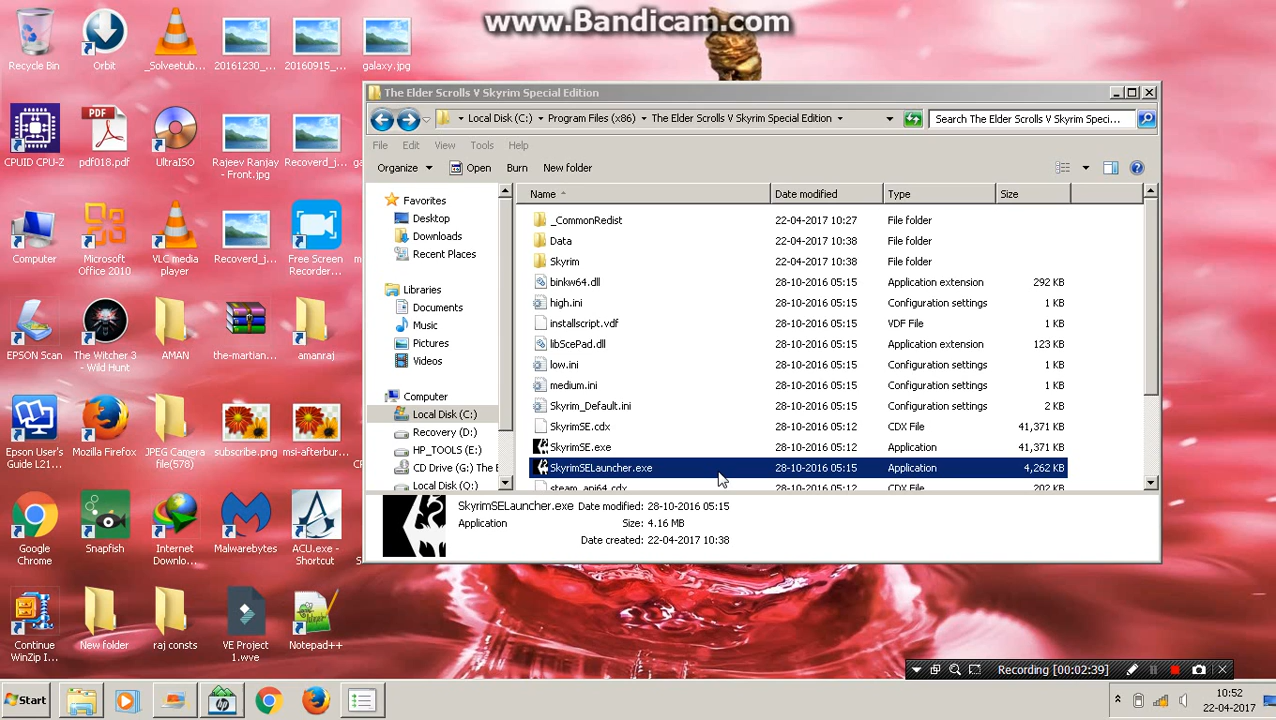 www.Bandicam.com
Recycle Bin
Orbit
_Solveetub...
20161230_...
20160915_...
galaxy.jpg
CPUID CPU-Z
pdf018.pdf
UltraISO
Rajeev Ranjay
- Front.jpg
Recoverd_j...
Computer
Microsoft
Office 2010
VLC media
player
Recoverd_j...
Free Screen
Recorder...
EPSON Scan
The Witcher 3
- Wild Hunt
AMAN
the-martian...
amanraj
Epson User's
Guide L21...
Mozilla Firefox
JPEG Camera
file(578)
subscribe.png
msi-afterbur...
Google
Chrome
Snapfish
Internet
Downlo...
Malwarebytes
ACU.exe -
Shortcut
Continue
WinZip I...
New folder
raj consts
VE Project
1.wve
Notepad++
The Elder Scrolls V Skyrim Special Edition
Local Disk (C:) Program Files (x86) The Elder Scrolls V Skyrim Special Edition
Search The Elder Scrolls V Skyrim Speci...
File Edit View Tools Help
Organize Open Burn New folder
Favorites
Desktop
Downloads
Recent Places
Libraries
Documents
Music
Pictures
Videos
Computer
Local Disk (C:)
Recovery (D:)
HP_TOOLS (E:)
CD Drive (G:) The E
Local Disk (Q:)
Name Date modified Type Size
_CommonRedist 22-04-2017 10:27 File folder
Data 22-04-2017 10:38 File folder
Skyrim 22-04-2017 10:38 File folder
binkw64.dll 28-10-2016 05:15 Application extension 292 KB
high.ini 28-10-2016 05:15 Configuration settings 1 KB
installscript.vdf 28-10-2016 05:15 VDF File 1 KB
libScePad.dll 28-10-2016 05:15 Application extension 123 KB
low.ini 28-10-2016 05:15 Configuration settings 1 KB
medium.ini 28-10-2016 05:15 Configuration settings 1 KB
Skyrim_Default.ini 28-10-2016 05:15 Configuration settings 2 KB
SkyrimSE.cdx 28-10-2016 05:12 CDX File 41,371 KB
SkyrimSE.exe 28-10-2016 05:12 Application 41,371 KB
SkyrimSELauncher.exe 28-10-2016 05:15 Application 4,262 KB
steam_api64.cdx 28-10-2016 05:12 CDX File 202 KB
SkyrimSELauncher.exe Date modified: 28-10-2016 05:15
Application Size: 4.16 MB
Date created: 22-04-2017 10:38
Recording [00:02:39]
Start
hp
10:52
22-04-2017